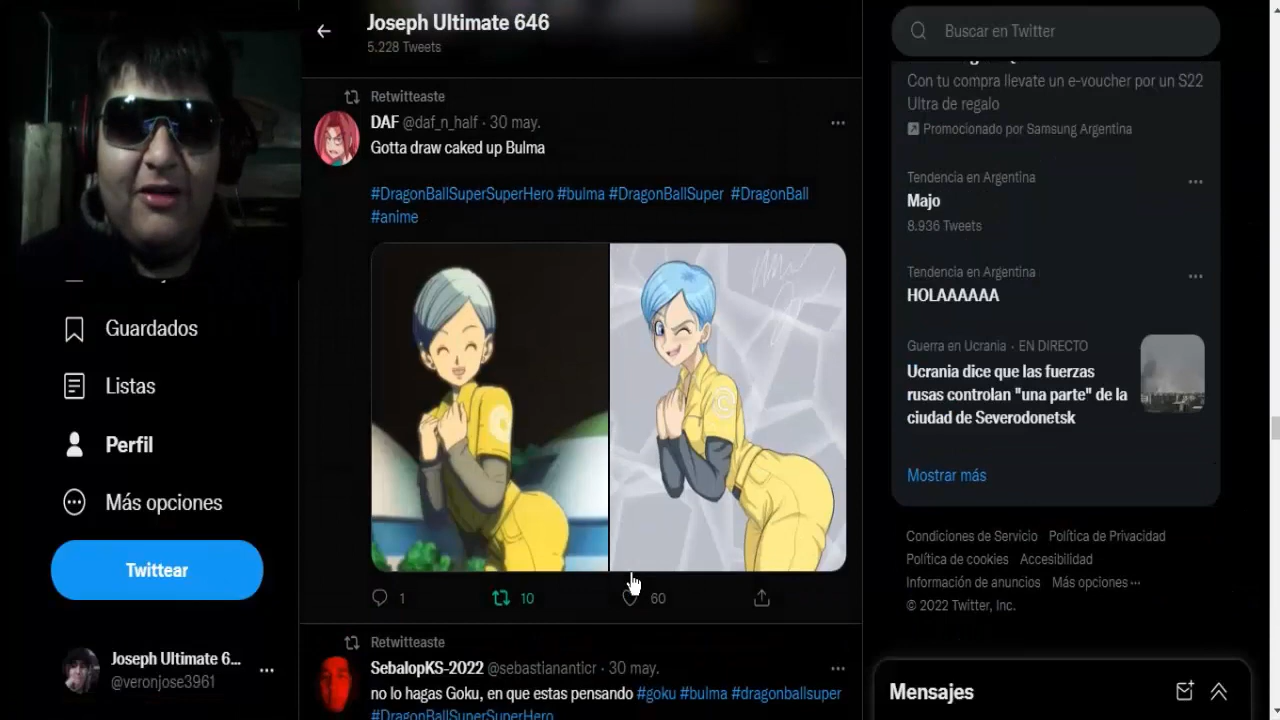 Joseph Ultimate 646
5.228 Tweets
Retwitteaste
DAF @daf_n_half · 30 may.
Gotta draw caked up Bulma
#DragonBallSuperSuperHero #bulma #DragonBallSuper #DragonBall
#anime
1 10 60
Retwitteaste
SebalopKS-2022 @sebastiananticr · 30 may.
no lo hagas Goku, en que estas pensando #goku #bulma #dragonballsuper
#DragonBallSuperSuperHero
Guardados
Listas
Perfil
Más opciones
Twittear
Joseph Ultimate 6...
@veronjose3961
Buscar en Twitter
Con tu compra llevate un e-voucher por un S22
Ultra de regalo
Promocionado por Samsung Argentina
Tendencia en Argentina
Majo
8.936 Tweets
Tendencia en Argentina
HOLAAAAAA
Guerra en Ucrania · EN DIRECTO
Ucrania dice que las fuerzas
rusas controlan "una parte" de la
ciudad de Severodonetsk
Mostrar más
Condiciones de Servicio Política de Privacidad
Política de cookies Accesibilidad
Información de anuncios Más opciones ···
© 2022 Twitter, Inc.
Mensajes